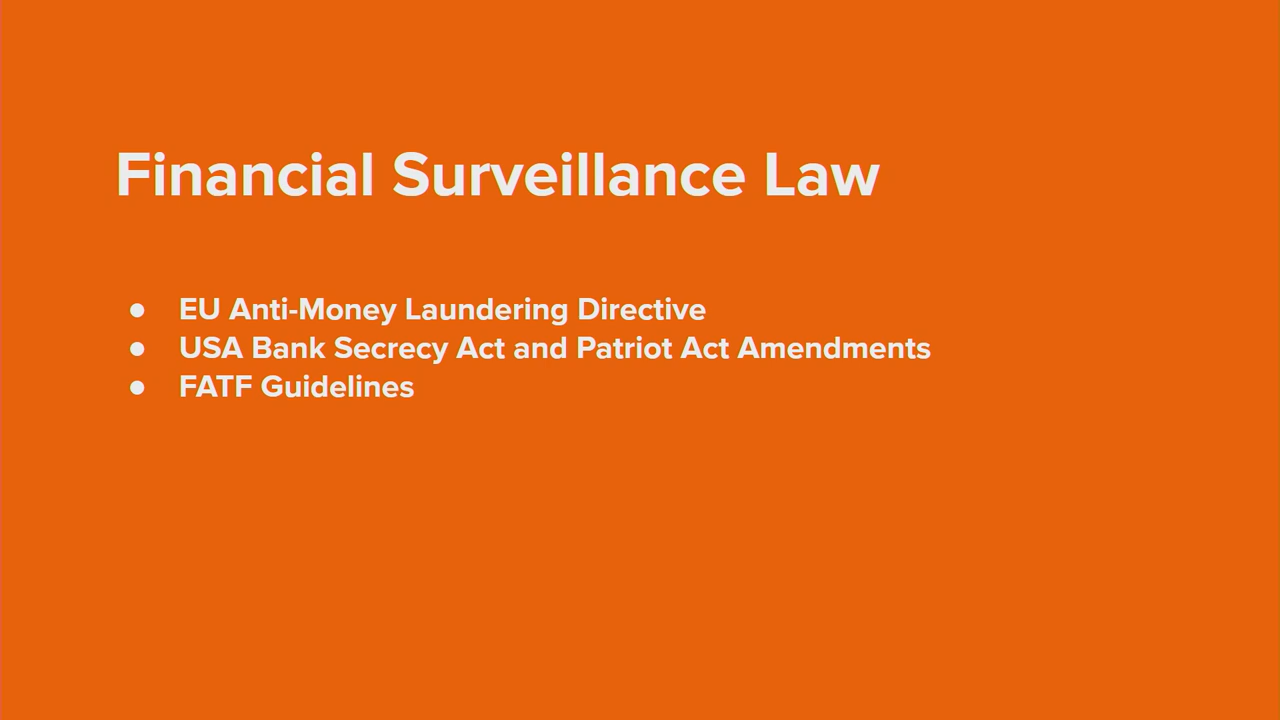 Financial Surveillance Law
● EU Anti-Money Laundering Directive
● USA Bank Secrecy Act and Patriot Act Amendments
● FATF Guidelines